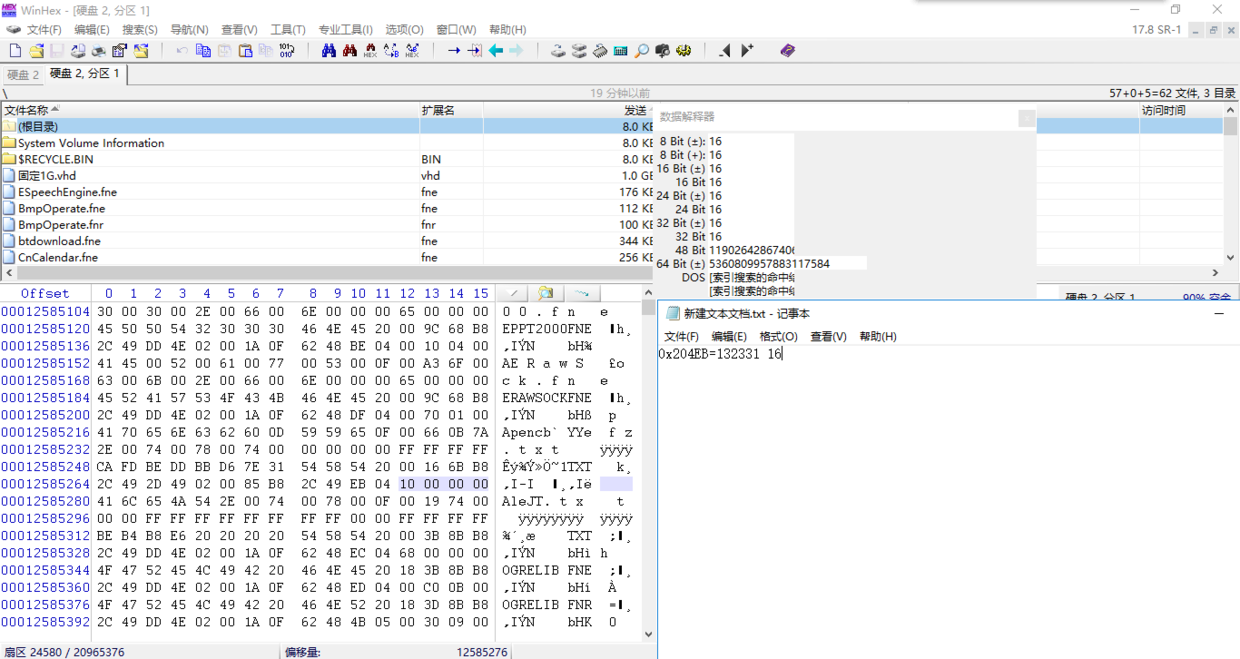 WinHex - [硬盘 2, 分区 1]
文件(F) 编辑(E) 搜索(S) 导航(N) 查看(V) 工具(T) 专业工具(I) 选项(O) 窗口(W) 帮助(H) 17.8 SR-1
硬盘 2 硬盘 2, 分区 1
\ 19 分钟以前 57+0+5=62 文件, 3 目录
文件名称 扩展名 发送 访问时间
(根目录) 8.0 KE
System Volume Information 8.0 KE
$RECYCLE.BIN BIN 8.0 KE
固定1G.vhd vhd 1.0 GE
ESpeechEngine.fne fne 176 KE
BmpOperate.fne fne 112 KE
BmpOperate.fnr fnr 100 KE
btdownload.fne fne 344 KE
CnCalendar.fne fne 256 KE
数据解释器
8 Bit (±): 16
8 Bit (+): 16
16 Bit (±) 16
16 Bit 16
24 Bit (±) 16
24 Bit 16
32 Bit (±) 16
32 Bit 16
48 Bit 11902642867406
64 Bit (±) 5360809957883117584
DOS [索引搜索的命中结
[索引搜索的命中结
硬盘 2, 分区 1 90% 空余
Offset 0 1 2 3 4 5 6 7 8 9 10 11 12 13 14 15
00012585104 30 00 30 00 2E 00 66 00 6E 00 00 00 65 00 00 00 0 0 . f n e
00012585120 45 50 50 54 32 30 30 30 46 4E 45 20 00 9C 68 B8 EPPT2000FNE h¸
00012585136 2C 49 DD 4E 02 00 1A 0F 62 48 BE 04 00 10 04 00 ,IÝN bH¾
00012585152 41 45 00 52 00 61 00 77 00 53 00 0F 00 A3 6F 00 AE R a w S £o
00012585168 63 00 6B 00 2E 00 66 00 6E 00 00 00 65 00 00 00 c k . f n e
00012585184 45 52 41 57 53 4F 43 4B 46 4E 45 20 00 9C 68 B8 ERAWSOCKFNE h¸
00012585200 2C 49 DD 4E 02 00 1A 0F 62 48 DF 04 00 70 01 00 ,IÝN bHß p
00012585216 41 70 65 6E 63 62 60 0D 59 59 65 0F 00 66 0B 7A Apencb` YYe f z
00012585232 2E 00 74 00 78 00 74 00 00 00 00 00 FF FF FF FF . t x t ÿÿÿÿ
00012585248 CA FD BE DD BB D6 7E 31 54 58 54 20 00 16 6B B8 Êý¾Ý»Ö~1TXT k¸
00012585264 2C 49 2D 49 02 00 85 B8 2C 49 EB 04 10 00 00 00 ,I-I ¸,Ië
00012585280 41 6C 65 4A 54 2E 00 74 00 78 00 0F 00 19 74 00 AleJT. t x t
00012585296 00 00 FF FF FF FF FF FF FF FF 00 00 FF FF FF FF ÿÿÿÿÿÿÿÿ ÿÿÿÿ
00012585312 BE B4 B8 E6 20 20 20 20 54 58 54 20 00 3B 8B B8 ¾´¸æ TXT ; ¸
00012585328 2C 49 DD 4E 02 00 1A 0F 62 48 EC 04 68 00 00 00 ,IÝN bHì h
00012585344 4F 47 52 45 4C 49 42 20 46 4E 45 20 18 3B 8B B8 OGRELIB FNE ; ¸
00012585360 2C 49 DD 4E 02 00 1A 0F 62 48 ED 04 00 C0 0B 00 ,IÝN bHí À
00012585376 4F 47 52 45 4C 49 42 20 46 4E 52 20 18 3D 8B B8 OGRELIB FNR = ¸
00012585392 2C 49 DD 4E 02 00 1A 0F 62 48 4B 05 00 30 09 00 ,IÝN bHK 0
扇区 24580 / 20965376 偏移量: 12585276
新建文本文档.txt - 记事本
文件(F) 编辑(E) 格式(O) 查看(V) 帮助(H)
0x204EB=132331 16